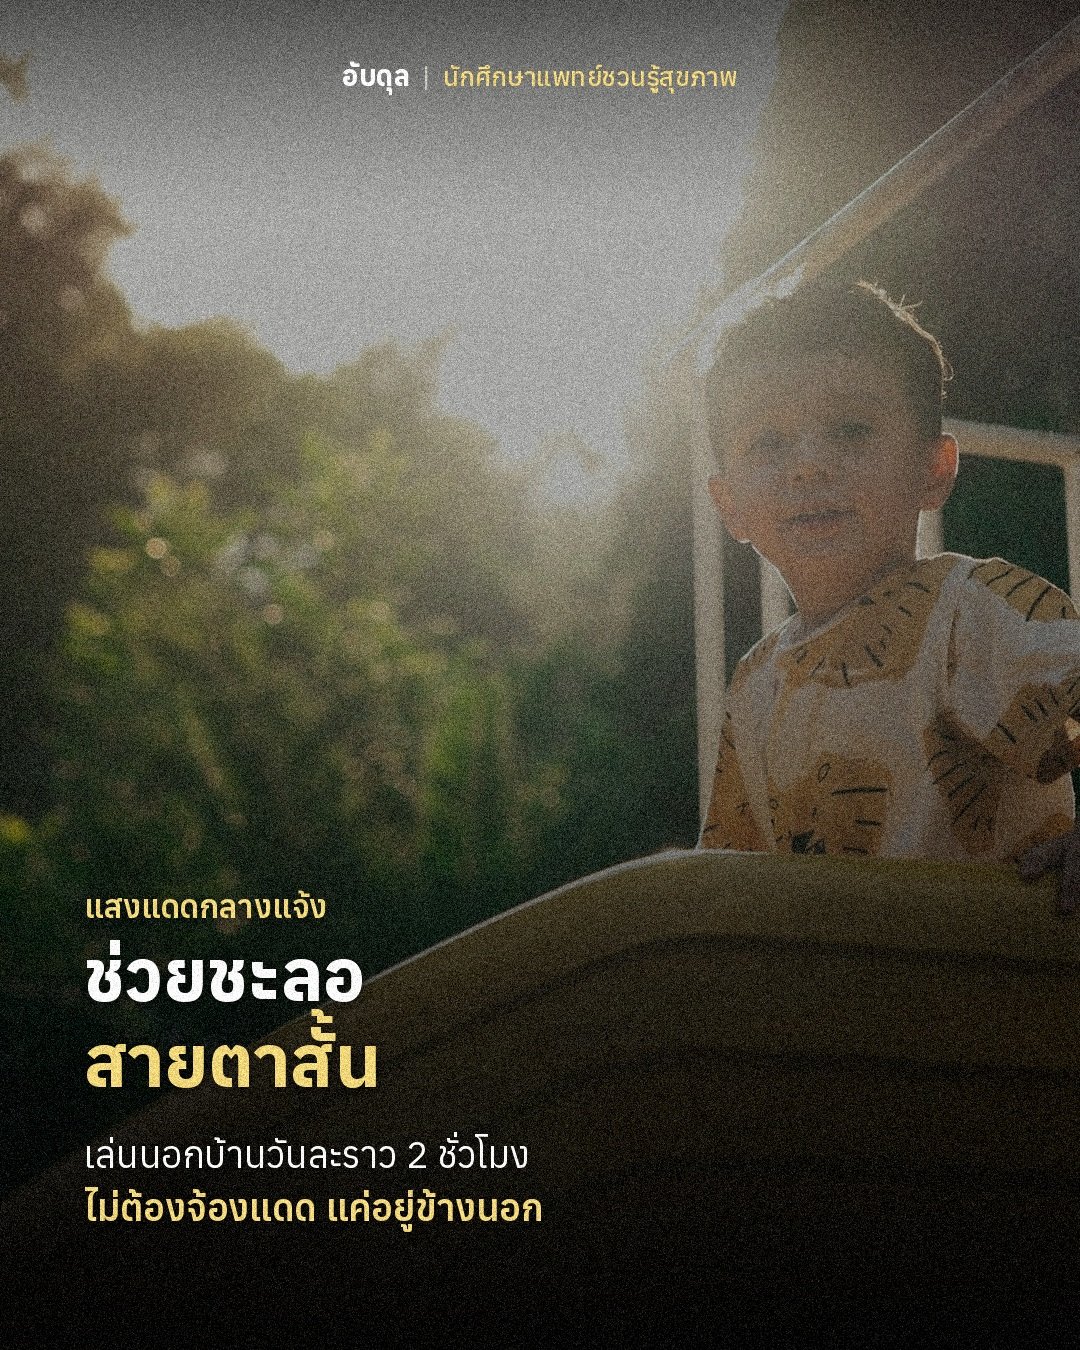 อับดุล | นักศึกษาแพทย์ชวนรู้สุขภาพ
แสงแดดกลางแจ้ง
ช่วยชะลอ
สายตาสั้น
เล่นนอกบ้านวันละราว 2 ชั่วโมง
ไม่ต้องจ้องแดด แค่อยู่ข้างนอก